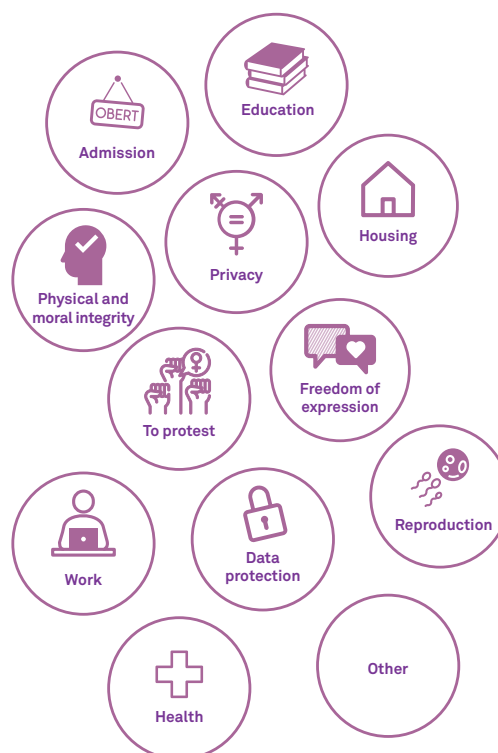 OBERT
Admission
Education
Housing
Privacy
Physical and
moral integrity
Freedom of
expression
To protest
Reproduction
Work
Data
protection
Other
Health